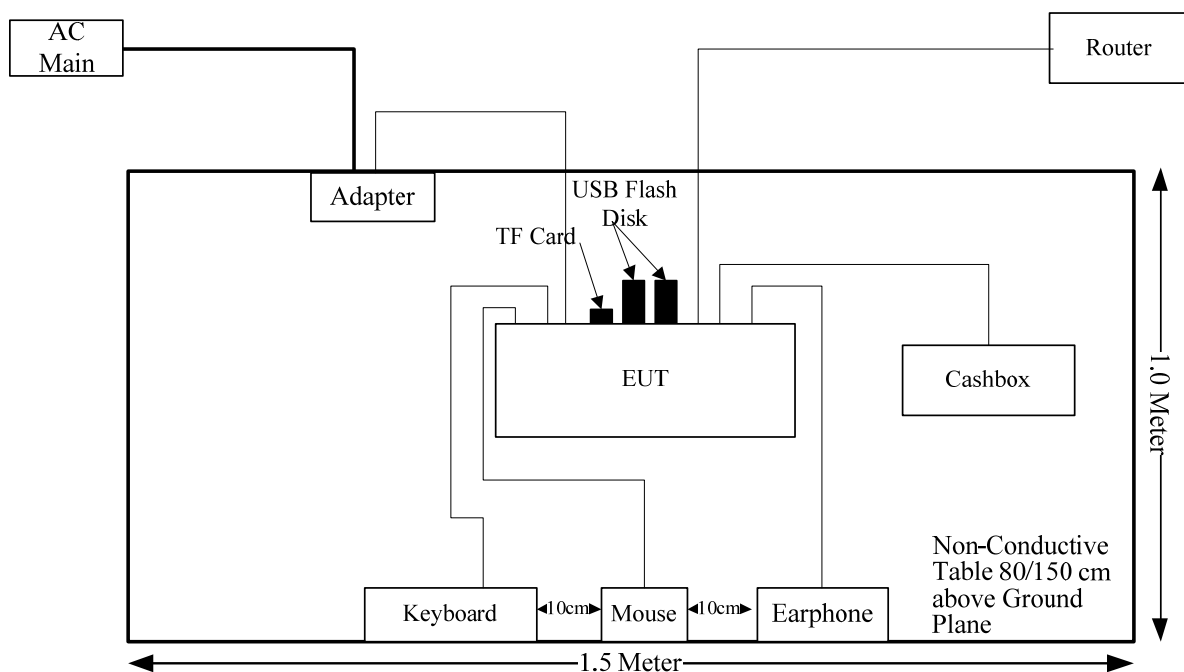 AC
Main
Router
Adapter
USB Flash
Disk
TF Card
EUT
Cashbox
1.0 Meter
Non-Conductive
Table 80/150 cm
above Ground
Plane
Keyboard
10cm
Mouse
10cm
Earphone
1.5 Meter